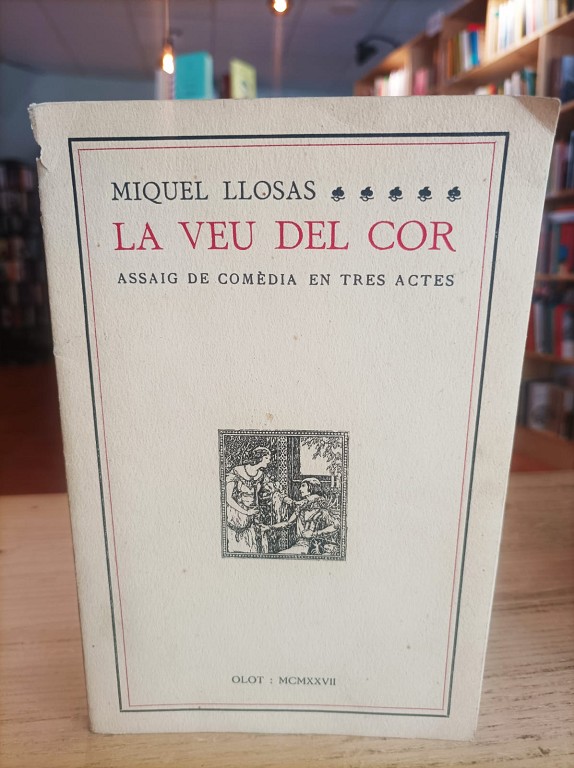 MIQUEL LLOSAS
LA VEU DEL COR
ASSAIG DE COMÈDIA EN TRES ACTES
OLOT : MCMXXVII